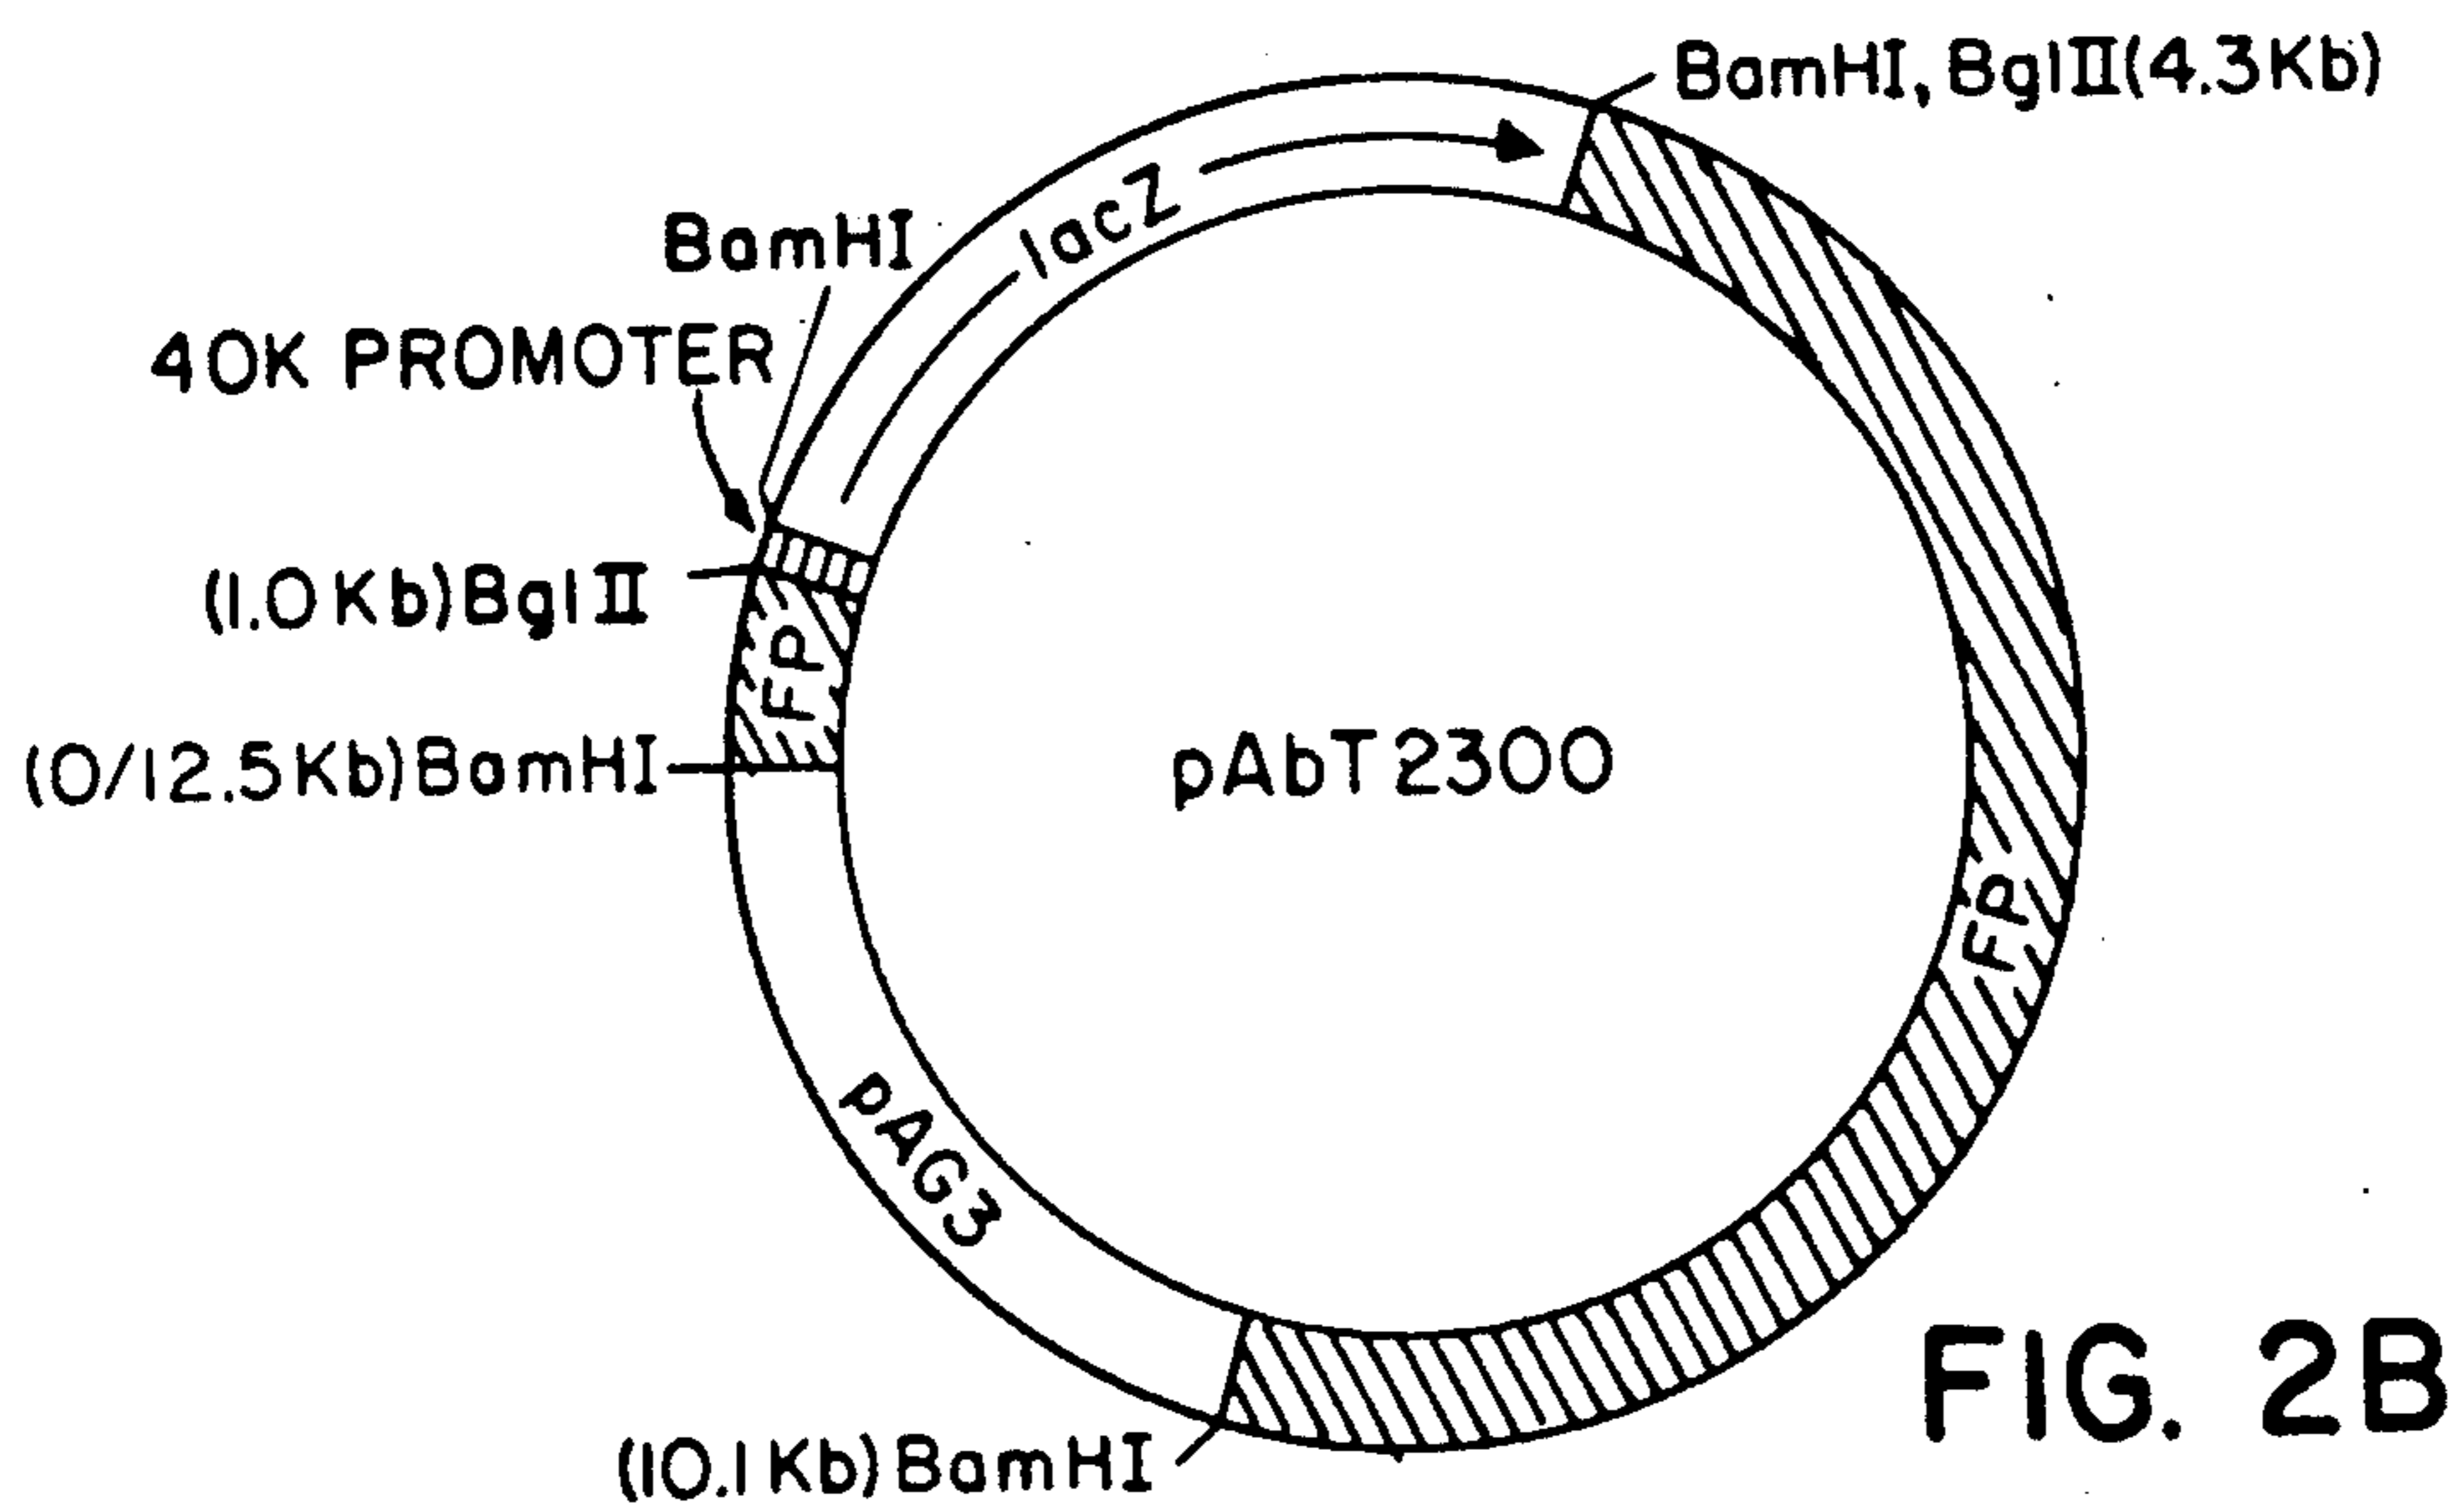 BamHI, BglII(4.3Kb)
lacZ
BamHI
40K PROMOTER
(1.0Kb)BglII
FP
(0/12.5Kb)BamHI
pAbT2300
FP
pAG3
(10.1Kb)BamHI
FIG. 2B